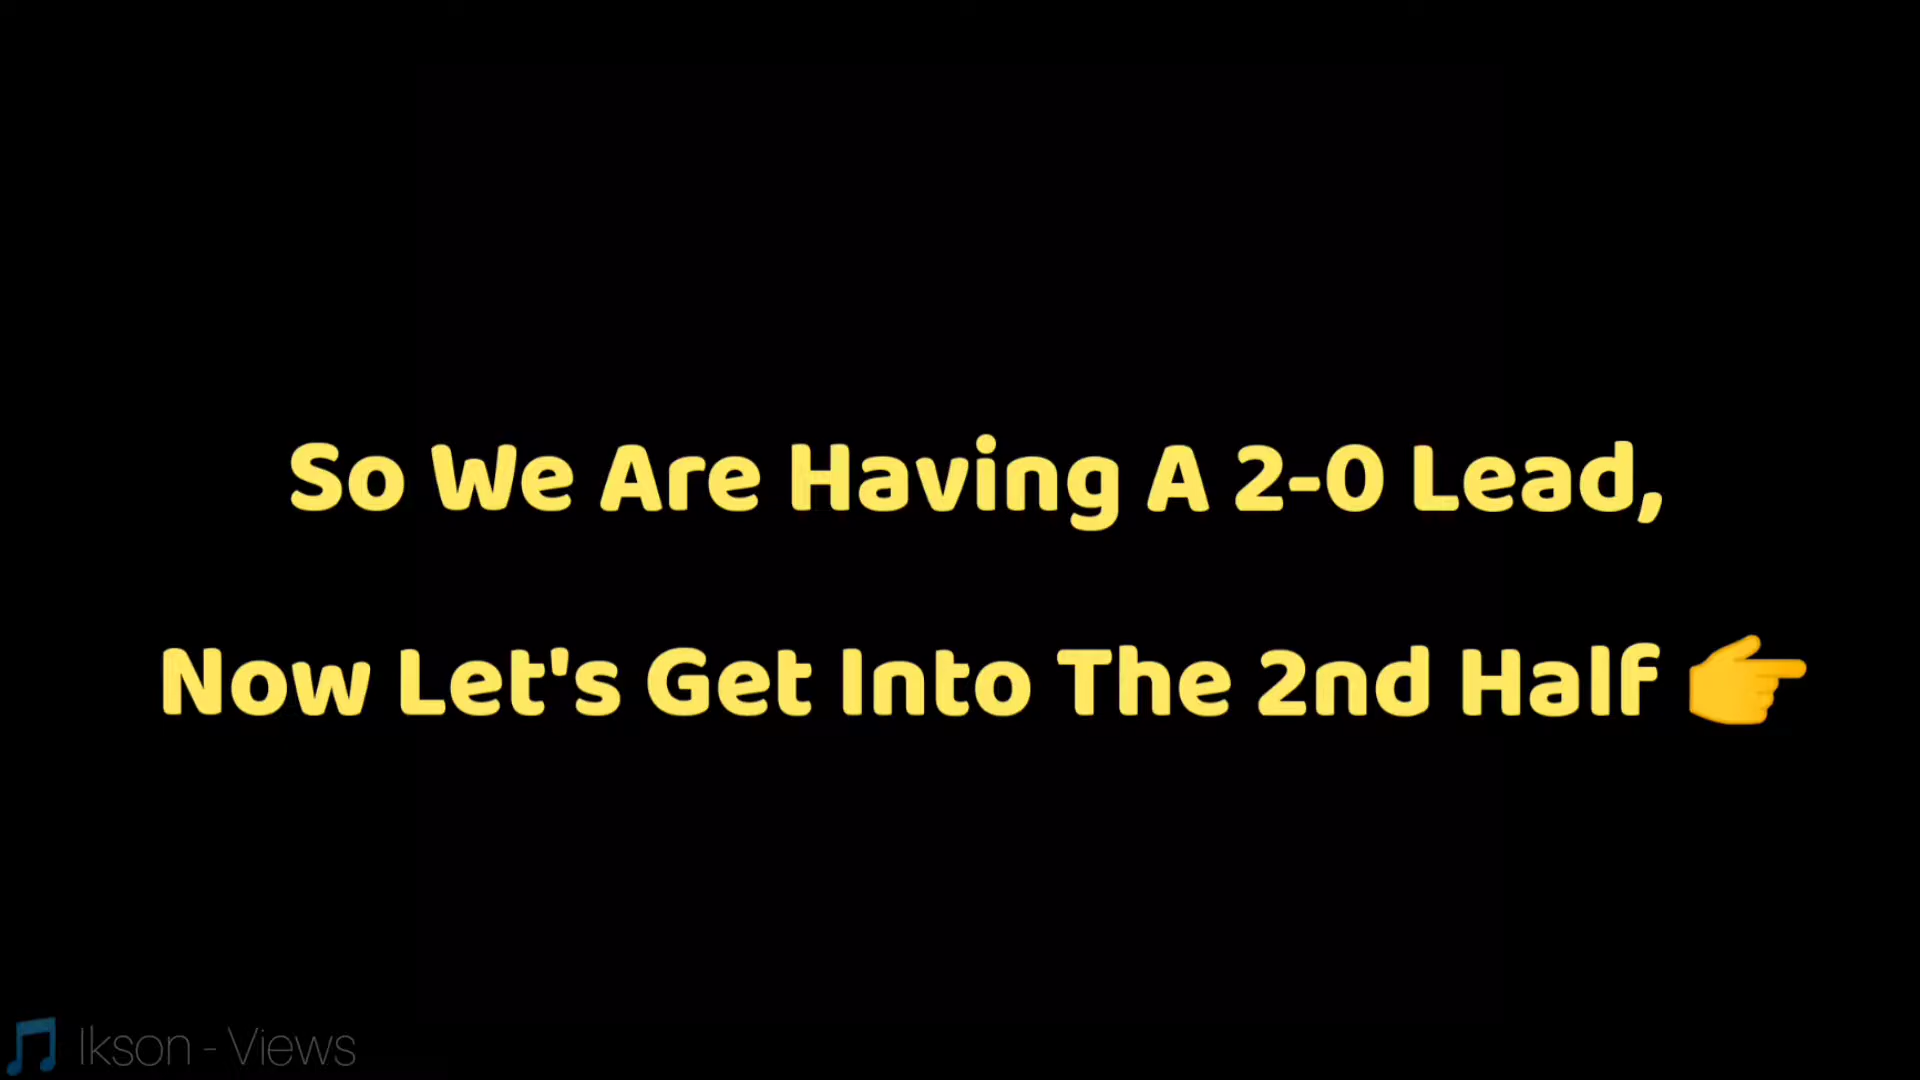 So We Are Having A 2-0 Lead,
Now Let's Get Into The 2nd Half 👉
🎵 Ikson - Views